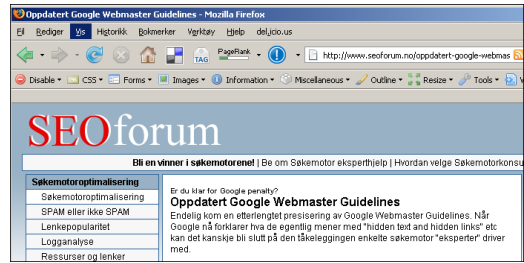 Oppdatert Google Webmaster Guidelines - Mozilla Firefox
Fil Rediger Vis Historikk Bokmerker Verktøy Hjelp del.icio.us
TAG PageRank http://www.seoforum.no/oppdatert-google-webmas
Disable CSS Forms Images Information Miscellaneous Outline Resize Tools V
SEOforum
Bli en vinner i søkemotorene! | Be om Søkemotor eksperthjelp | Hvordan velge Søkemotorkonsu
Søkemotoroptimalisering
Søkemotoroptimalisering
SPAM eller ikke SPAM
Lenkepopularitet
Logganalyse
Ressurser og lenker
Er du klar for Google penalty?
Oppdatert Google Webmaster Guidelines
Endelig kom en etterlengtet presisering av Google Webmaster Guidelines. Når
Google nå forklarer hva de egentlig mener med "hidden text and hidden links" etc
kan det kanskje bli slutt på den tåkeleggingen enkelte søkemotor "eksperter" driver
med.